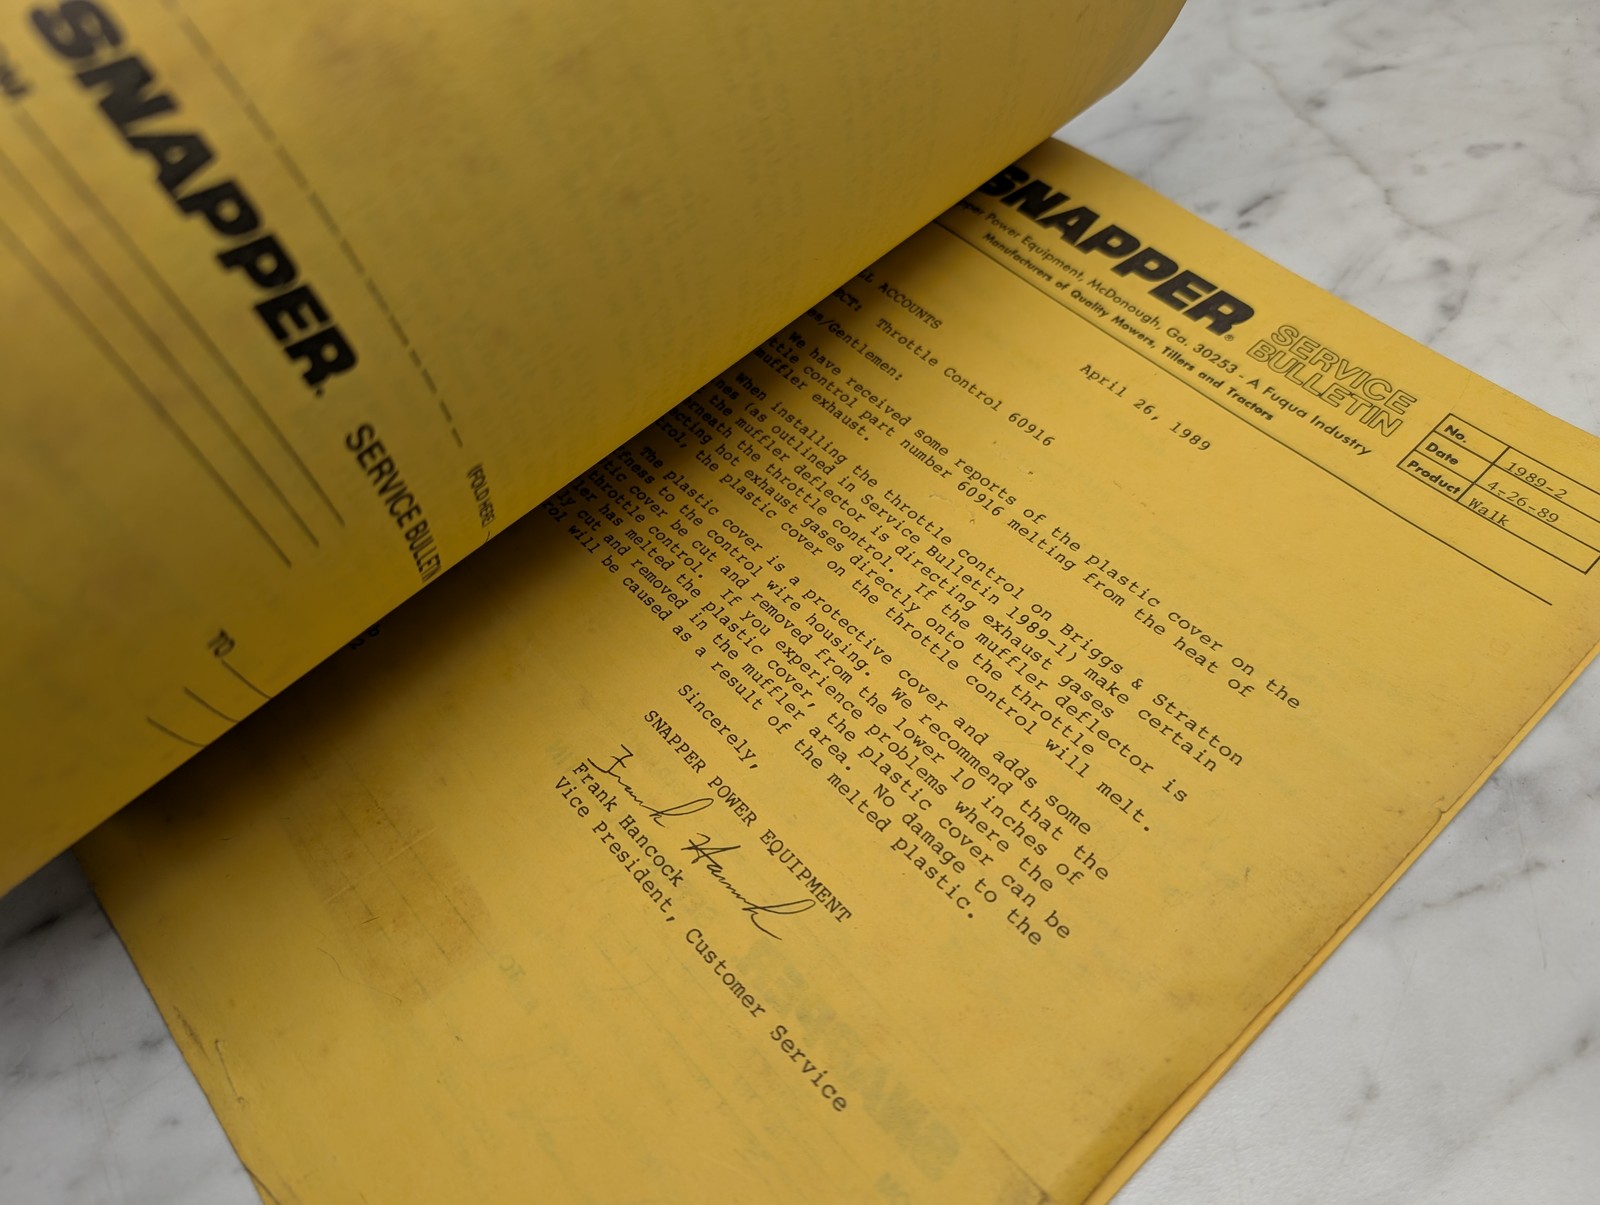 SNAPPER
SERVICE BULLETIN
(FOLD HERE)
TO
SNAPPER®
SERVICE
BULLETIN
Power Equipment, McDonough, Ga. 30253 - A Fuqua Industry
Manufacturers of Quality Mowers, Tillers and Tractors
No. 1989-2
Date 4-26-89
Product Walk
April 26, 1989
ACCOUNTS
Throttle Control 60916
/Gentlemen:
We have received some reports of the plastic cover on the
control part number 60916 melting from the heat of
muffler exhaust.
When installing the throttle control on Briggs & Stratton
(as outlined in Service Bulletin 1989-1) make certain
the muffler deflector is directing exhaust gases
the throttle control. If the muffler deflector is
hot exhaust gases directly onto the throttle
the plastic cover on the throttle control will melt.
The plastic cover is a protective cover and adds some
to the control wire housing. We recommend that the
cover be cut and removed from the lower 10 inches of
throttle control. If you experience problems where the
has melted the plastic cover, the plastic cover can be
cut and removed in the muffler area. No damage to the
will be caused as a result of the melted plastic.
Sincerely,
SNAPPER POWER EQUIPMENT
Frank Hancock
Frank Hancock
Vice President, Customer Service